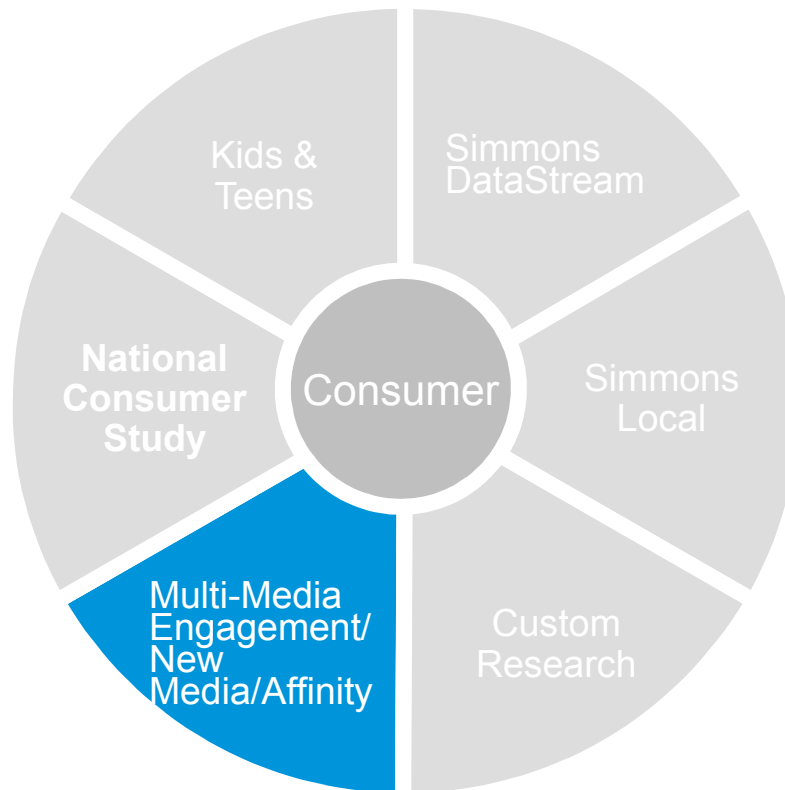 Kids &
Teens
Simmons
DataStream
National
Consumer
Study
Consumer
Simmons
Local
Multi-Media
Engagement/
New
Media/Affinity
Custom
Research